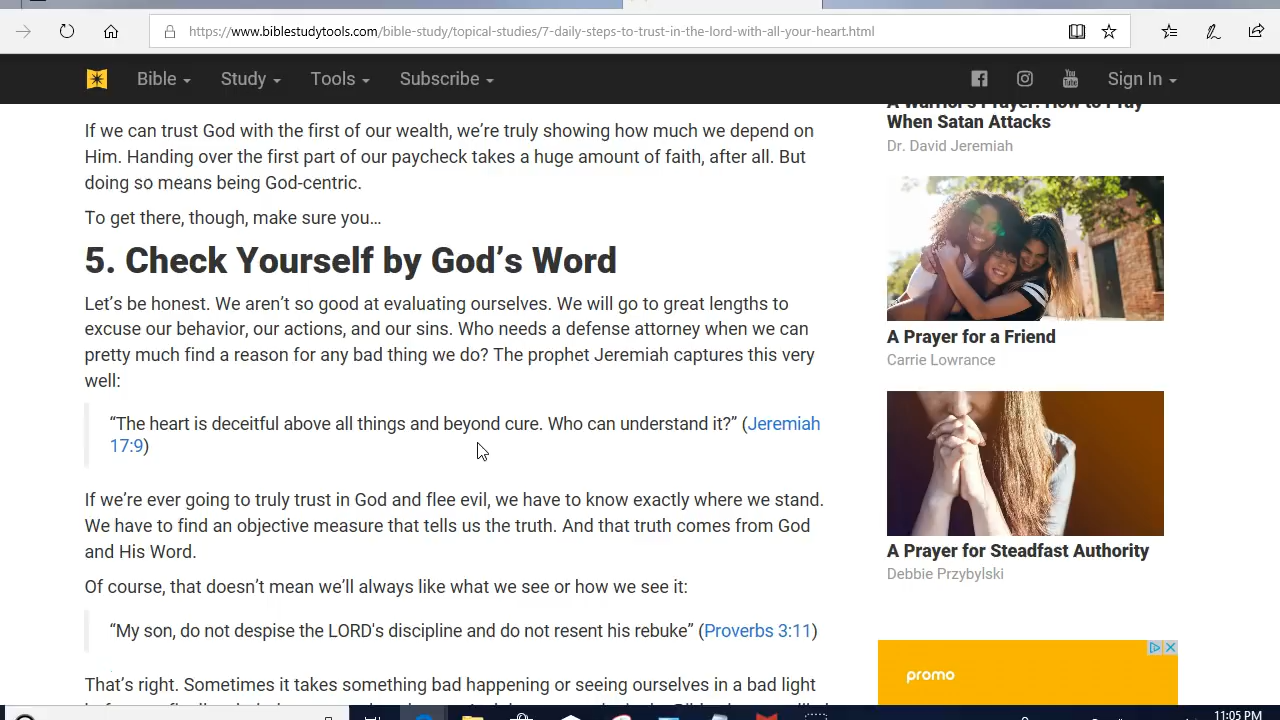 https://www.biblestudytools.com/bible-study/topical-studies/7-daily-steps-to-trust-in-the-lord-with-all-your-heart.html
Bible
Study
Tools
Subscribe
You
Tube
Sign In
If we can trust God with the first of our wealth, we’re truly showing how much we depend on
Him. Handing over the first part of our paycheck takes a huge amount of faith, after all. But
doing so means being God-centric.
To get there, though, make sure you…
5. Check Yourself by God’s Word
Let’s be honest. We aren’t so good at evaluating ourselves. We will go to great lengths to
excuse our behavior, our actions, and our sins. Who needs a defense attorney when we can
pretty much find a reason for any bad thing we do? The prophet Jeremiah captures this very
well:
“The heart is deceitful above all things and beyond cure. Who can understand it?” (Jeremiah
17:9)
If we’re ever going to truly trust in God and flee evil, we have to know exactly where we stand.
We have to find an objective measure that tells us the truth. And that truth comes from God
and His Word.
Of course, that doesn’t mean we’ll always like what we see or how we see it:
“My son, do not despise the LORD's discipline and do not resent his rebuke” (Proverbs 3:11)
That’s right. Sometimes it takes something bad happening or seeing ourselves in a bad light
A Warrior's Prayer: How to Pray
When Satan Attacks
Dr. David Jeremiah
A Prayer for a Friend
Carrie Lowrance
A Prayer for Steadfast Authority
Debbie Przybylski
promo
11:05 PM